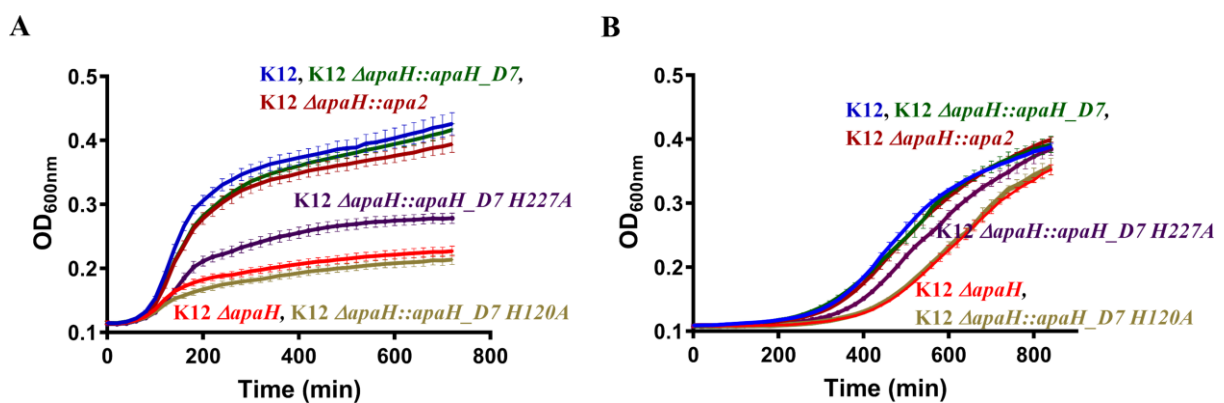 A
K12, K12 ΔapaH::apaH_D7,
K12 ΔapaH::apa2
K12 ΔapaH::apaH_D7 H227A
K12 ΔapaH, K12 ΔapaH::apaH_D7 H120A
OD600nm
0.5
0.4
0.3
0.2
0.1
0
200
400
600
800
Time (min)
B
K12, K12 ΔapaH::apaH_D7,
K12 ΔapaH::apa2
K12 ΔapaH::apaH_D7 H227A
K12 ΔapaH,
K12 ΔapaH::apaH_D7 H120A
OD600nm
0.5
0.4
0.3
0.2
0.1
0
200
400
600
800
Time (min)